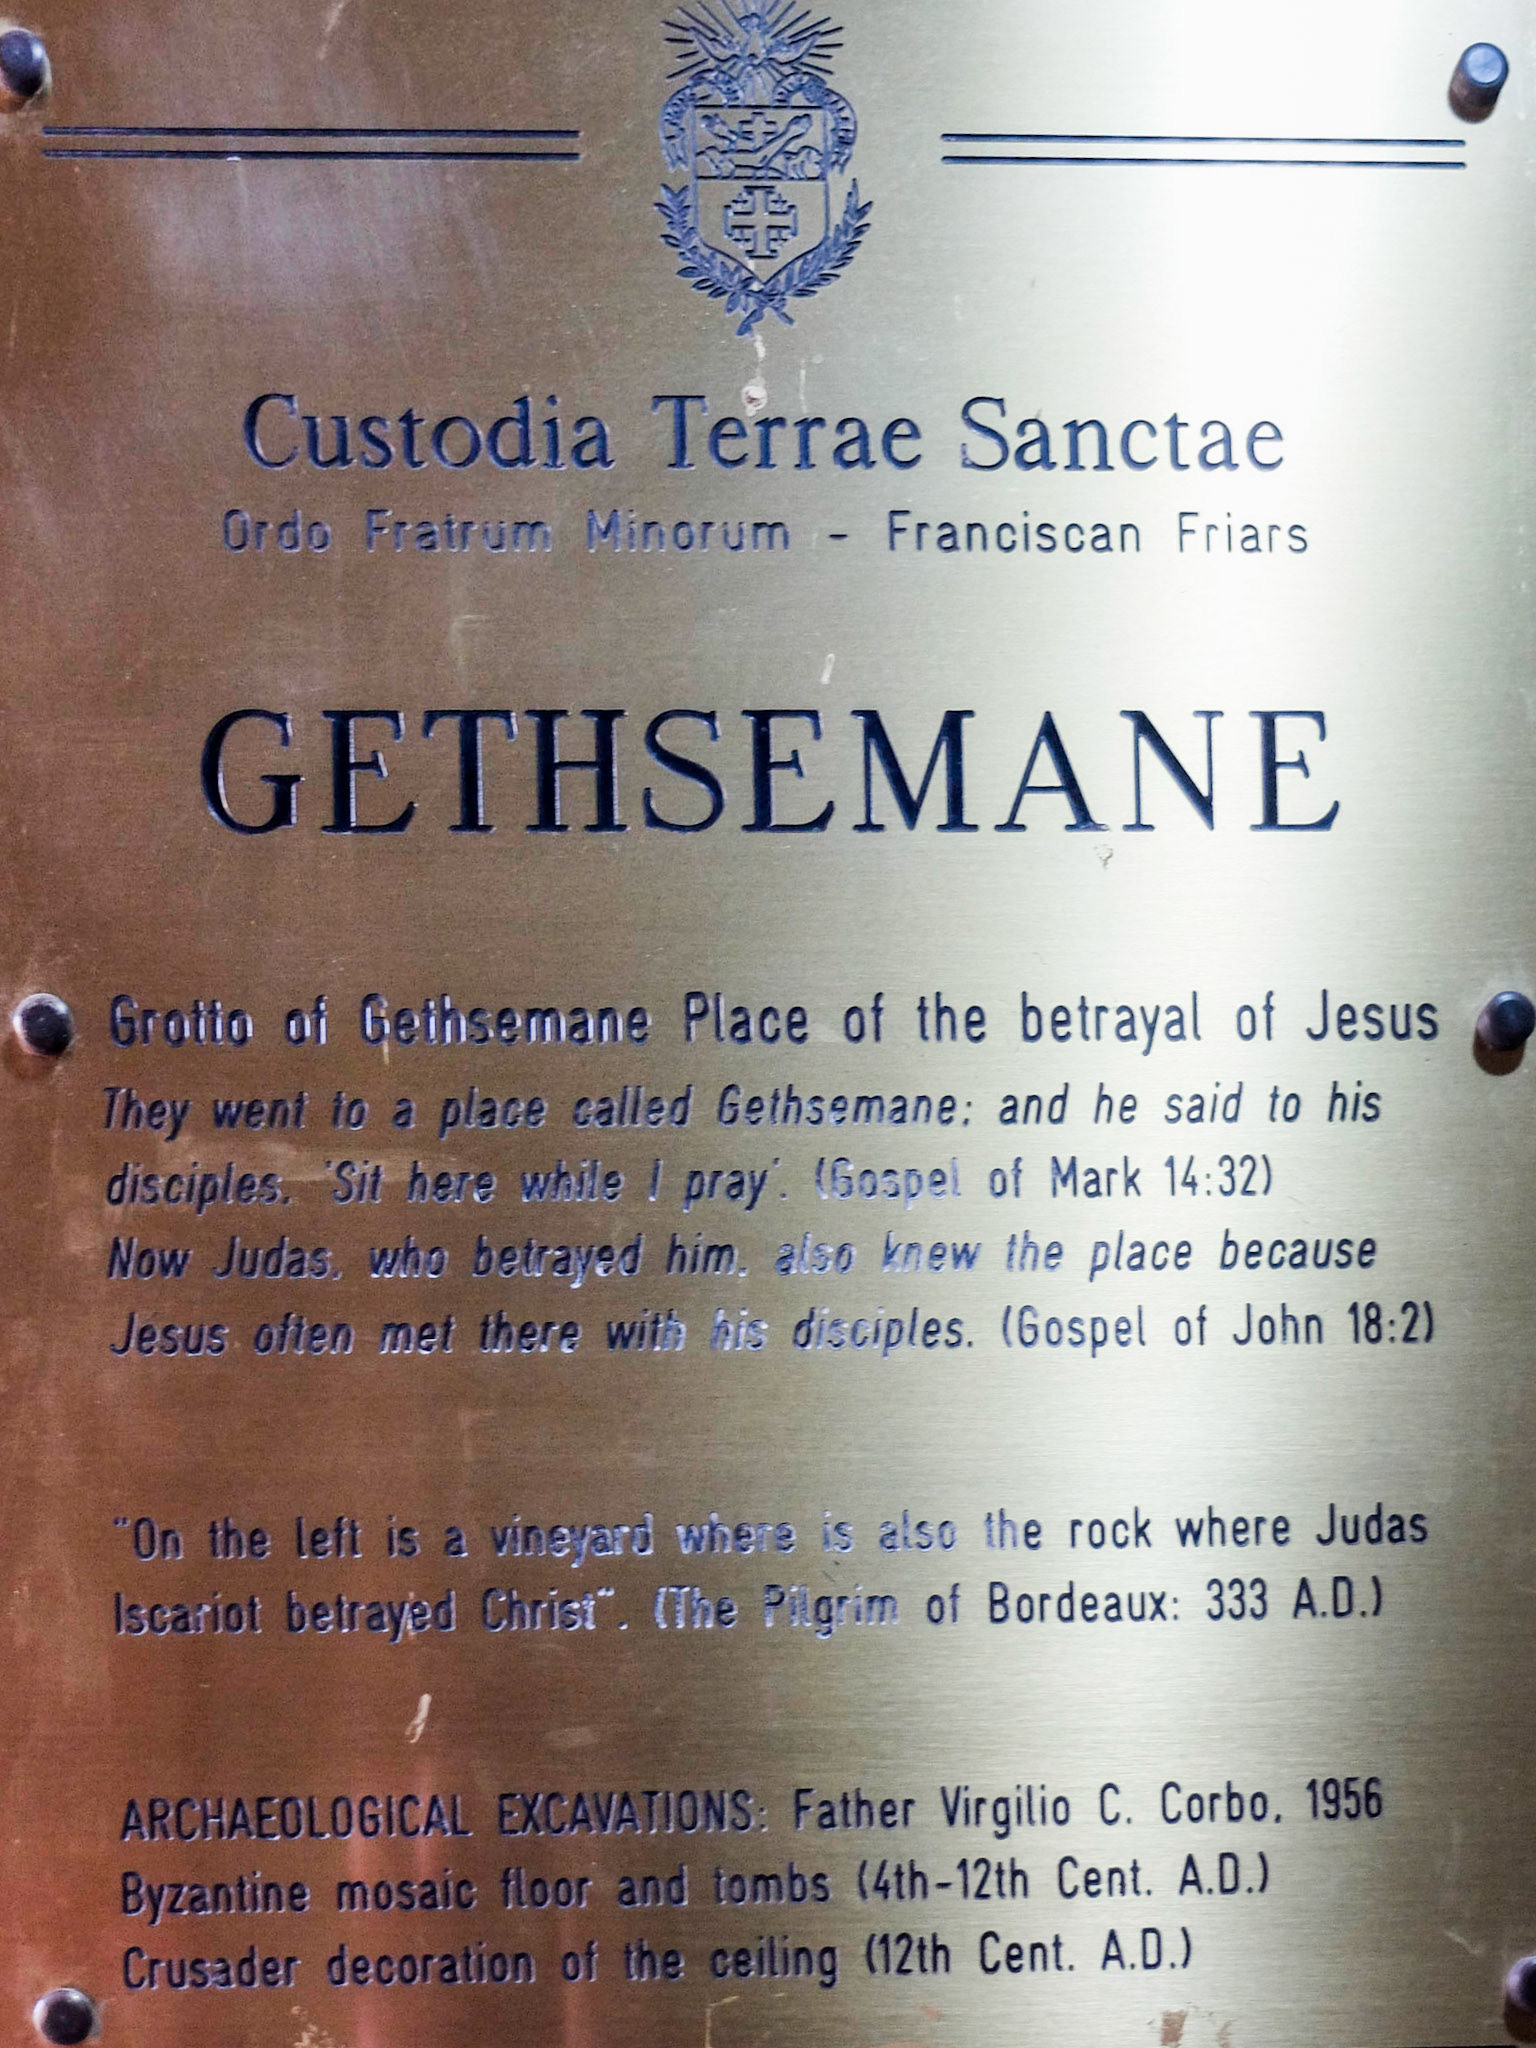 Custodia Terrae Sanctae
Ordo Fratrum Minorum - Franciscan Friars
GETHSEMANE
Grotto of Gethsemane Place of the betrayal of Jesus
They went to a place called Gethsemane; and he said to his
disciples, 'Sit here while I pray'. (Gospel of Mark 14:32)
Now Judas, who betrayed him, also knew the place because
Jesus often met there with his disciples. (Gospel of John 18:2)
"On the left is a vineyard where is also the rock where Judas
Iscariot betrayed Christ". (The Pilgrim of Bordeaux: 333 A.D.)
ARCHAEOLOGICAL EXCAVATIONS: Father Virgilio C. Corbo, 1956
Byzantine mosaic floor and tombs (4th-12th Cent. A.D.)
Crusader decoration of the ceiling (12th Cent. A.D.)